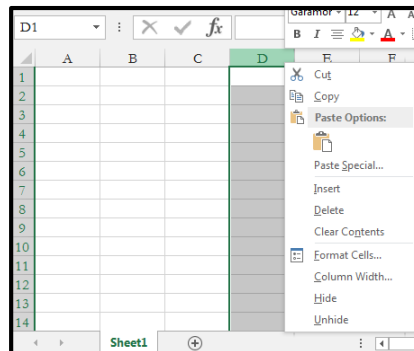 Garamor 12 A A
D1 fx
B I A
A B C D E F
1
2
3
4
5
6
7
8
9
10
11
12
13
14
Cut
Copy
Paste Options:
Paste Special...
Insert
Delete
Clear Contents
Format Cells...
Column Width...
Hide
Unhide
Sheet1